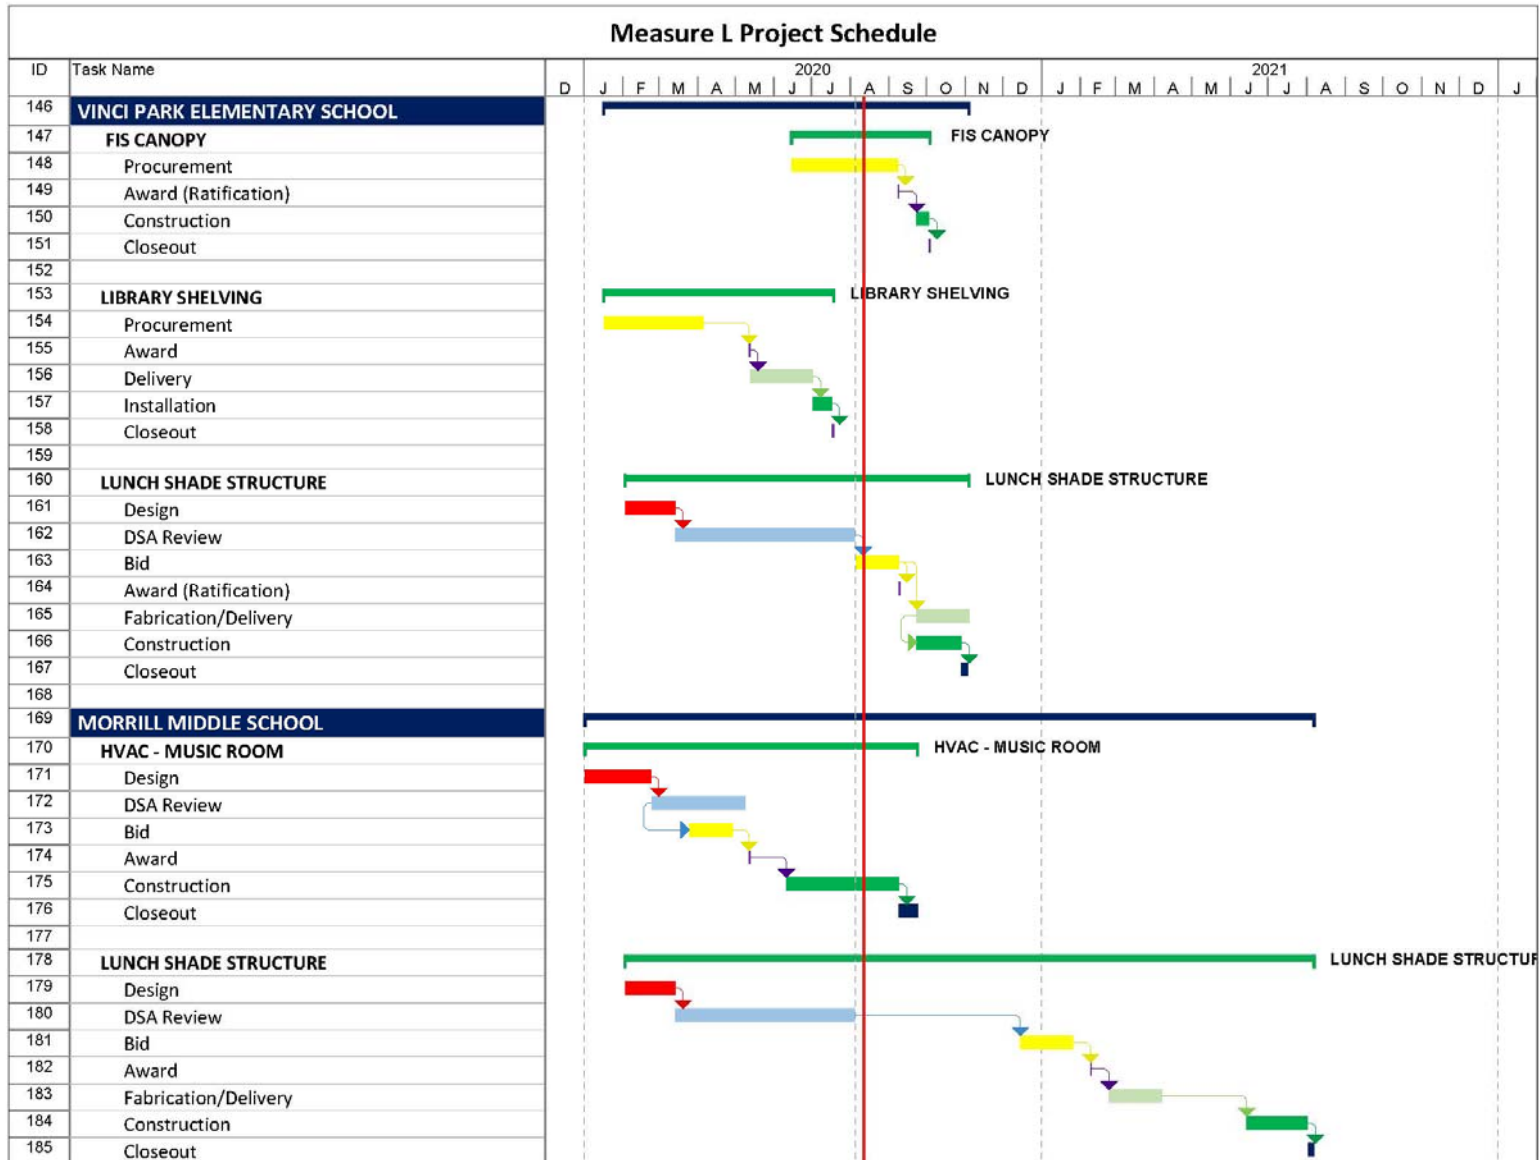 Measure L Project Schedule
ID Task Name 2020 2021
D J F M A M J J A S O N D J F M A M J J A S O N D J
146 VINCI PARK ELEMENTARY SCHOOL
147 FIS CANOPY FIS CANOPY
148 Procurement
149 Award (Ratification)
150 Construction
151 Closeout
152
153 LIBRARY SHELVING LIBRARY SHELVING
154 Procurement
155 Award
156 Delivery
157 Installation
158 Closeout
159
160 LUNCH SHADE STRUCTURE LUNCH SHADE STRUCTURE
161 Design
162 DSA Review
163 Bid
164 Award (Ratification)
165 Fabrication/Delivery
166 Construction
167 Closeout
168
169 MORRILL MIDDLE SCHOOL
170 HVAC - MUSIC ROOM HVAC - MUSIC ROOM
171 Design
172 DSA Review
173 Bid
174 Award
175 Construction
176 Closeout
177
178 LUNCH SHADE STRUCTURE LUNCH SHADE STRUCTUR
179 Design
180 DSA Review
181 Bid
182 Award
183 Fabrication/Delivery
184 Construction
185 Closeout